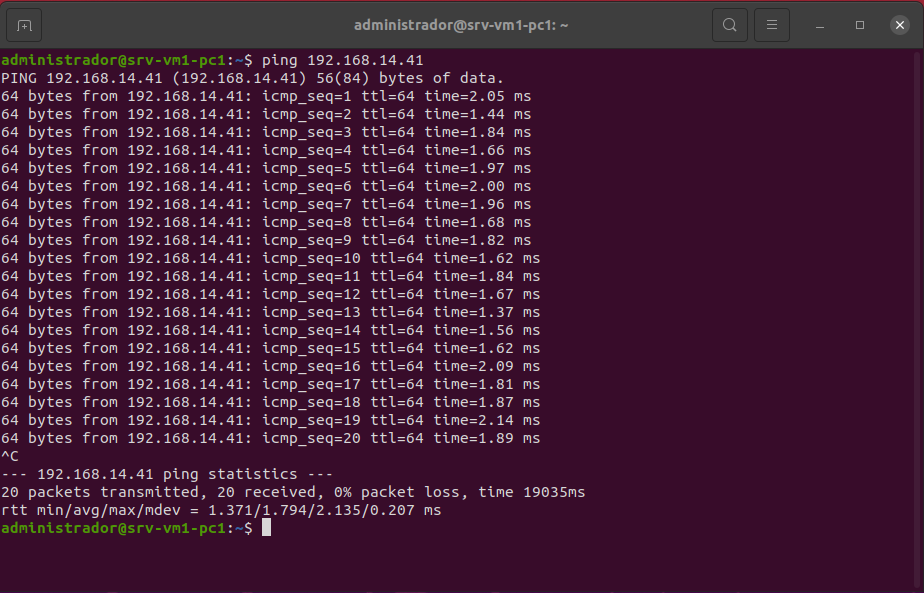 administrador@srv-vm1-pc1: ~
administrador@srv-vm1-pc1:~$ ping 192.168.14.41
PING 192.168.14.41 (192.168.14.41) 56(84) bytes of data.
64 bytes from 192.168.14.41: icmp_seq=1 ttl=64 time=2.05 ms
64 bytes from 192.168.14.41: icmp_seq=2 ttl=64 time=1.44 ms
64 bytes from 192.168.14.41: icmp_seq=3 ttl=64 time=1.84 ms
64 bytes from 192.168.14.41: icmp_seq=4 ttl=64 time=1.66 ms
64 bytes from 192.168.14.41: icmp_seq=5 ttl=64 time=1.97 ms
64 bytes from 192.168.14.41: icmp_seq=6 ttl=64 time=2.00 ms
64 bytes from 192.168.14.41: icmp_seq=7 ttl=64 time=1.96 ms
64 bytes from 192.168.14.41: icmp_seq=8 ttl=64 time=1.68 ms
64 bytes from 192.168.14.41: icmp_seq=9 ttl=64 time=1.82 ms
64 bytes from 192.168.14.41: icmp_seq=10 ttl=64 time=1.62 ms
64 bytes from 192.168.14.41: icmp_seq=11 ttl=64 time=1.84 ms
64 bytes from 192.168.14.41: icmp_seq=12 ttl=64 time=1.67 ms
64 bytes from 192.168.14.41: icmp_seq=13 ttl=64 time=1.37 ms
64 bytes from 192.168.14.41: icmp_seq=14 ttl=64 time=1.56 ms
64 bytes from 192.168.14.41: icmp_seq=15 ttl=64 time=1.62 ms
64 bytes from 192.168.14.41: icmp_seq=16 ttl=64 time=2.09 ms
64 bytes from 192.168.14.41: icmp_seq=17 ttl=64 time=1.81 ms
64 bytes from 192.168.14.41: icmp_seq=18 ttl=64 time=1.87 ms
64 bytes from 192.168.14.41: icmp_seq=19 ttl=64 time=2.14 ms
64 bytes from 192.168.14.41: icmp_seq=20 ttl=64 time=1.89 ms
^C
--- 192.168.14.41 ping statistics ---
20 packets transmitted, 20 received, 0% packet loss, time 19035ms
rtt min/avg/max/mdev = 1.371/1.794/2.135/0.207 ms
administrador@srv-vm1-pc1:~$